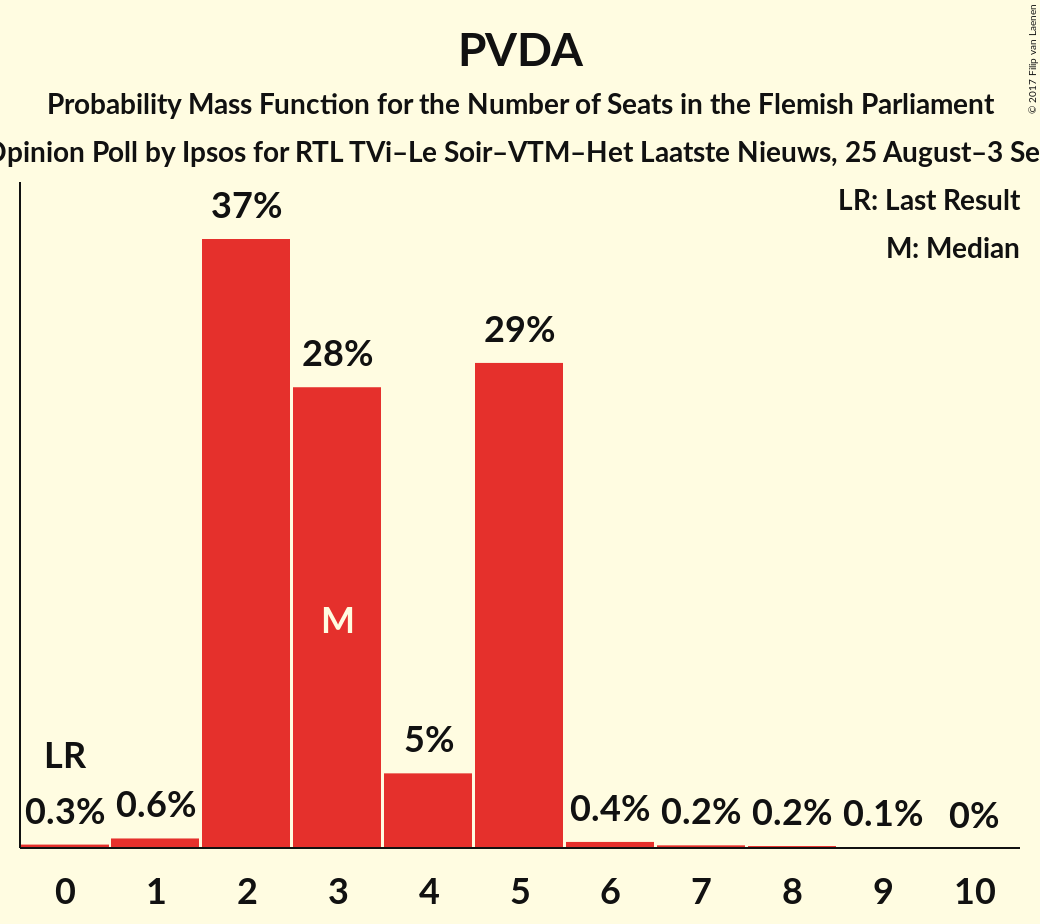 PVDA
Probability Mass Function for the Number of Seats in the Flemish Parliament
Opinion Poll by Ipsos for RTL TVi–Le Soir–VTM–Het Laatste Nieuws, 25 August–3 Se
© 2017 Filip van Laenen
LR: Last Result
M: Median
37%
29%
28%
M
5%
LR
0.3% 0.6% 0.4% 0.2% 0.2% 0.1% 0%
0 1 2 3 4 5 6 7 8 9 10